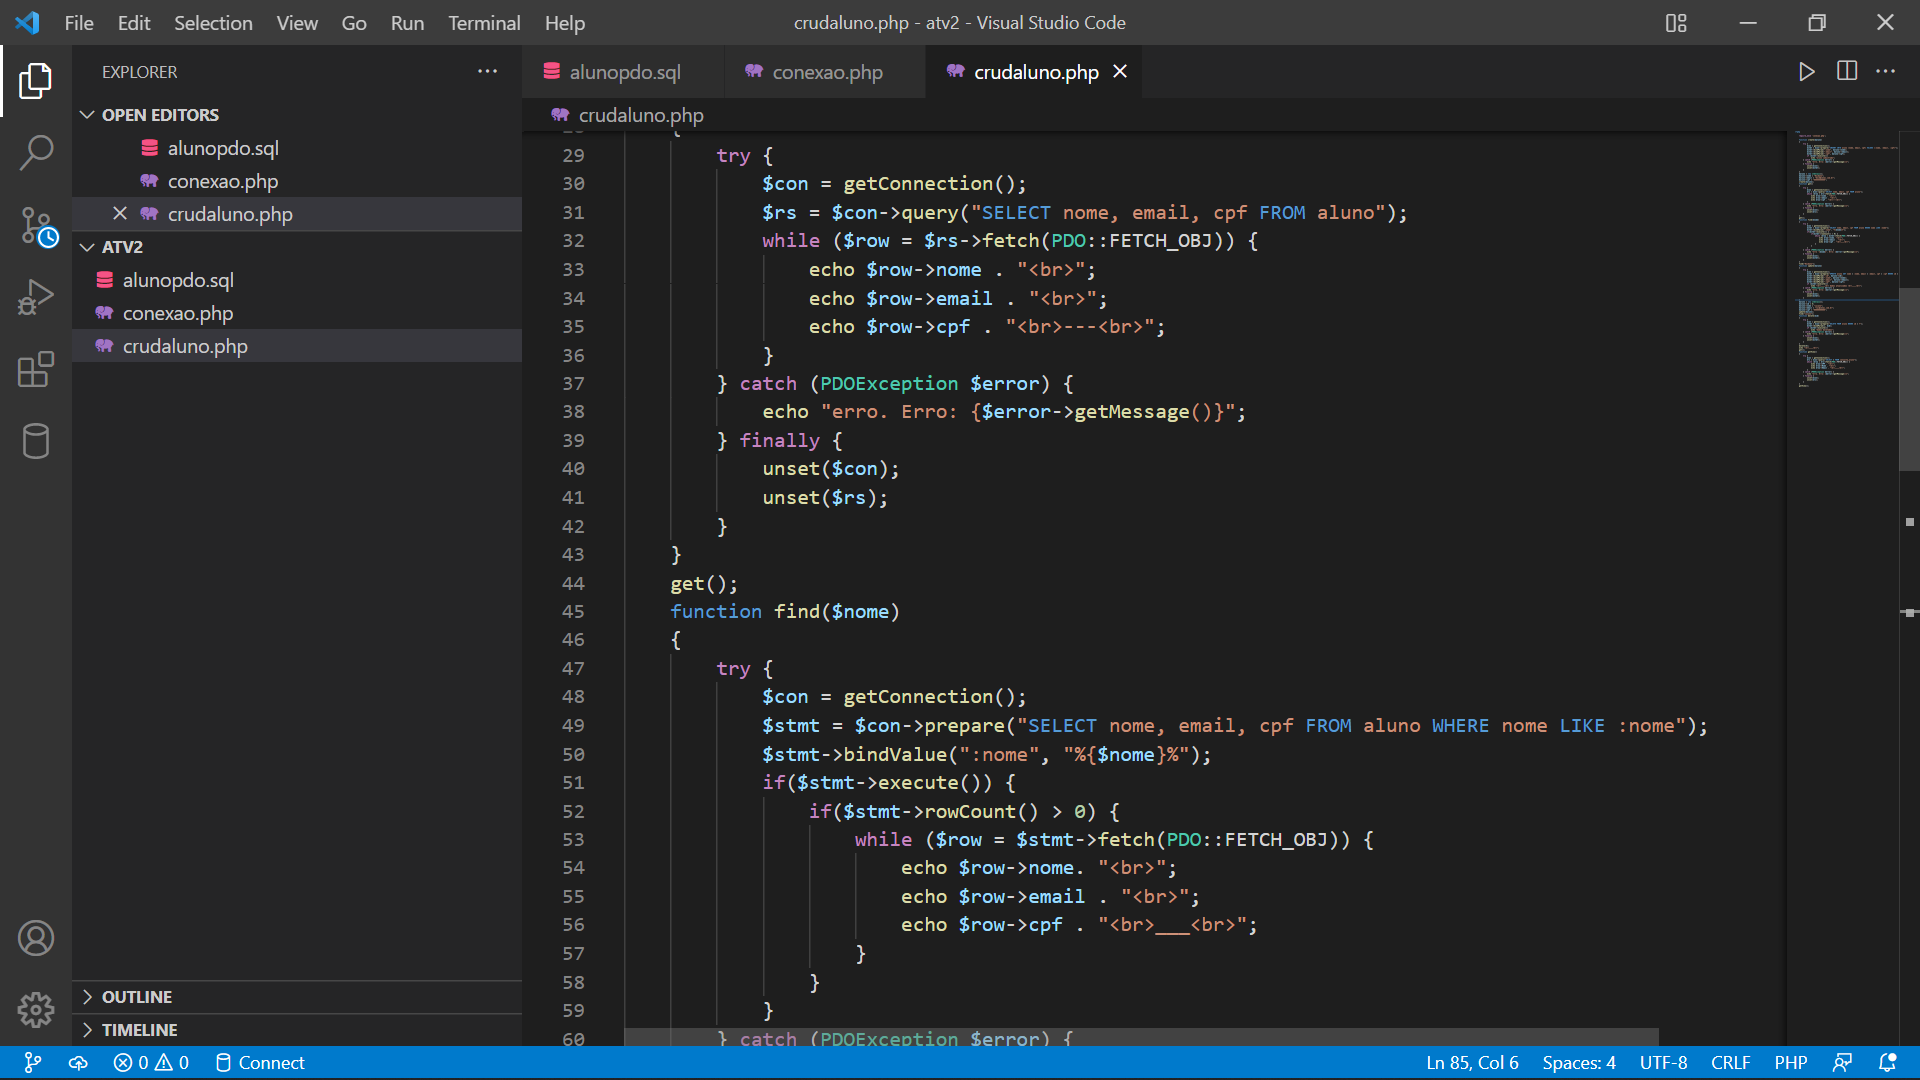 File Edit Selection View Go Run Terminal Help
crudaluno.php - atv2 - Visual Studio Code
EXPLORER
OPEN EDITORS
alunopdo.sql
conexao.php
crudaluno.php
ATV2
alunopdo.sql
conexao.php
crudaluno.php
OUTLINE
TIMELINE
alunopdo.sql conexao.php crudaluno.php
crudaluno.php
29 try {
30 $con = getConnection();
31 $rs = $con->query("SELECT nome, email, cpf FROM aluno");
32 while ($row = $rs->fetch(PDO::FETCH_OBJ)) {
33 echo $row->nome . "<br>";
34 echo $row->email . "<br>";
35 echo $row->cpf . "<br>---<br>";
36 }
37 } catch (PDOException $error) {
38 echo "erro. Erro: {$error->getMessage()}";
39 } finally {
40 unset($con);
41 unset($rs);
42 }
43 }
44 get();
45 function find($nome)
46 {
47 try {
48 $con = getConnection();
49 $stmt = $con->prepare("SELECT nome, email, cpf FROM aluno WHERE nome LIKE :nome");
50 $stmt->bindValue(":nome", "%{$nome}%");
51 if($stmt->execute()) {
52 if($stmt->rowCount() > 0) {
53 while ($row = $stmt->fetch(PDO::FETCH_OBJ)) {
54 echo $row->nome. "<br>";
55 echo $row->email . "<br>";
56 echo $row->cpf . "<br>___<br>";
57 }
58 }
59 }
60 } catch (PDOException $error) {
0 0 Connect
Ln 85, Col 6 Spaces: 4 UTF-8 CRLF PHP